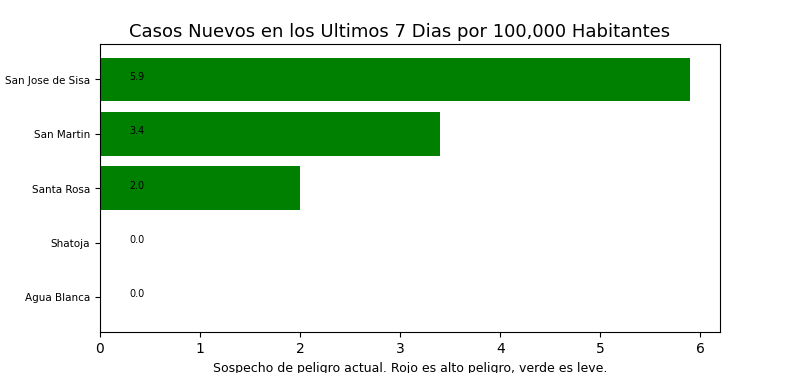 Casos Nuevos en los Ultimos 7 Dias por 100,000 Habitantes
San Jose de Sisa 5.9
San Martin 3.4
Santa Rosa 2.0
Shatoja 0.0
Agua Blanca 0.0
0 1 2 3 4 5 6
Sospecho de peligro actual. Rojo es alto peligro, verde es leve.